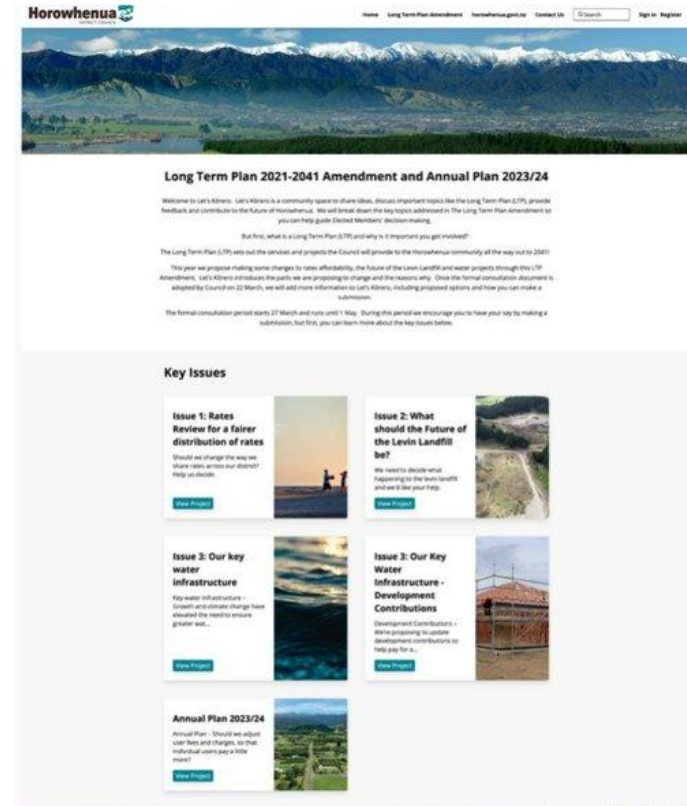 Horowhenua
DISTRICT COUNCIL
Home Long Term Plan Amendment horowhenua.govt.nz Contact Us Search Sign in Register
Long Term Plan 2021-2041 Amendment and Annual Plan 2023/24
Welcome to Let's Kōrero. Let's Kōrero is a community space to share ideas, discuss important topics like the Long Term Plan (LTP), provide
feedback and contribute to the future of Horowhenua. We will break down the key topics addressed in The Long Term Plan Amendment so
you can help guide Elected Members' decision making.
But first, what is a Long Term Plan (LTP) and why is it important you get involved?
The Long Term Plan (LTP) sets out the services and projects the Council will provide to the Horowhenua community all the way out to 2041!
This year we propose making some changes to rates affordability, the future of the Levin Landfill and water projects through this LTP
Amendment. Let's Kōrero introduces the parts we are proposing to change and the reasons why. Once the formal consultation document is
adopted by Council on 22 March, we will add more information to Let's Kōrero, including proposed options and how you can make a
submission.
The formal consultation period starts 27 March and runs until 1 May. During this period we encourage you to have your say by making a
submission, but first, you can learn more about the key issues below.
Key Issues
Issue 1: Rates
Review for a fairer
distribution of rates
Should we change the way we
share rates across our district?
Help us decide.
View Project
Issue 2: What
should the Future of
the Levin Landfill
be?
We need to decide what
happening to the levin landfill
and we'd like your help.
View Project
Issue 3: Our key
water
infrastructure
Key water infrastructure –
Growth and climate change have
elevated the need to ensure
greater wat...
View Project
Issue 3: Our Key
Water
Infrastructure -
Development
Contributions
Development Contributions –
We're proposing to update
development contributions to
help pay for o...
View Project
Annual Plan 2023/24
Annual Plan – Should we adjust
user fees and charges, so that
individual users pay a little
more?
View Project